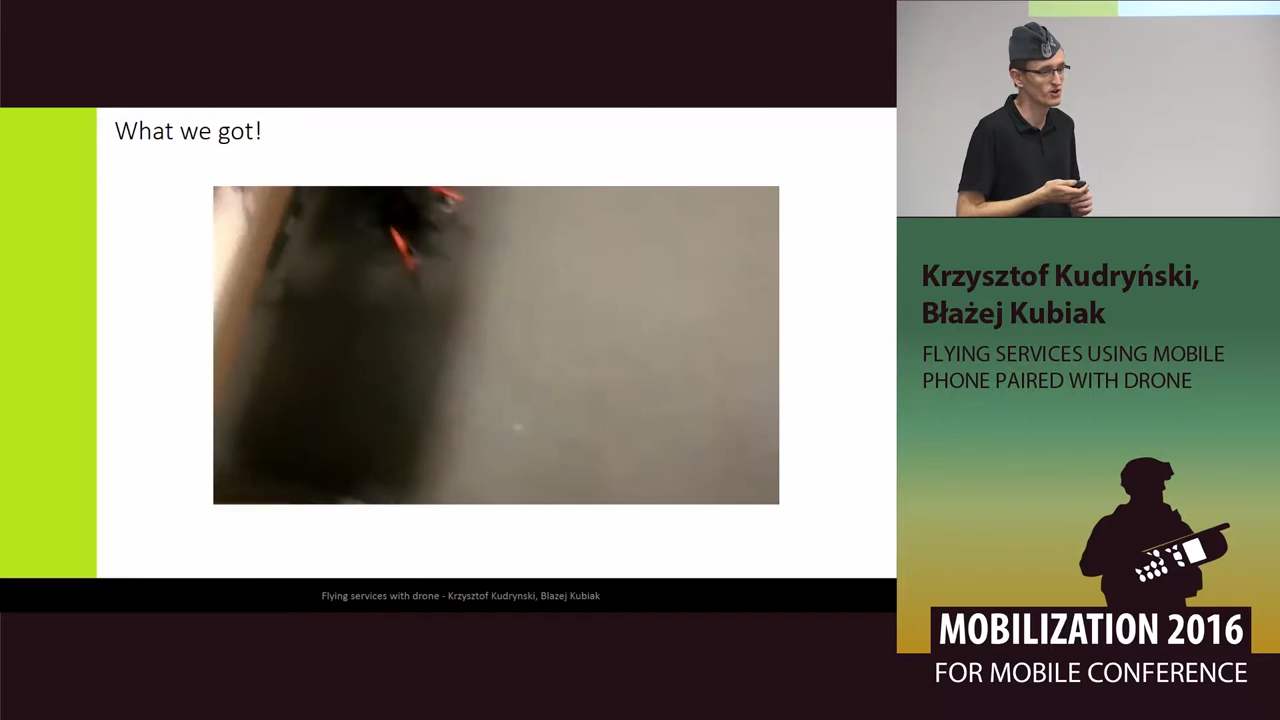 What we got!
Flying services with drone - Krzysztof Kudrynski, Blazej Kubiak
Krzysztof Kudryński,
Błażej Kubiak
FLYING SERVICES USING MOBILE
PHONE PAIRED WITH DRONE
MOBILIZATION 2016
FOR MOBILE CONFERENCE